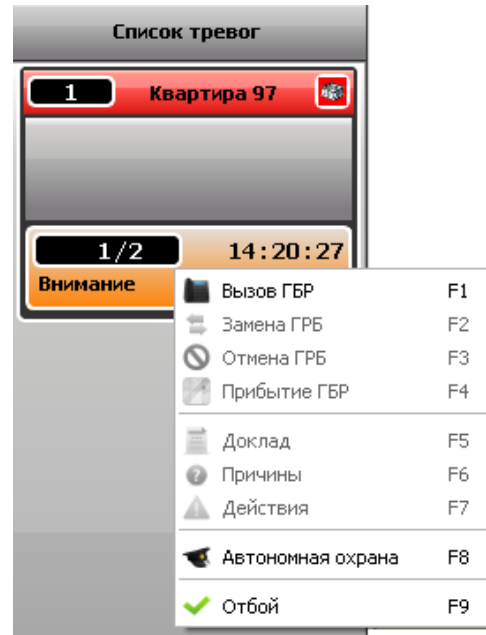 Список тревог
1 Квартира 97
1/2 14:20:27
Внимание
Вызов ГБР F1
Замена ГРБ F2
Отмена ГРБ F3
Прибытие ГБР F4
Доклад F5
Причины F6
Действия F7
Автономная охрана F8
Отбой F9